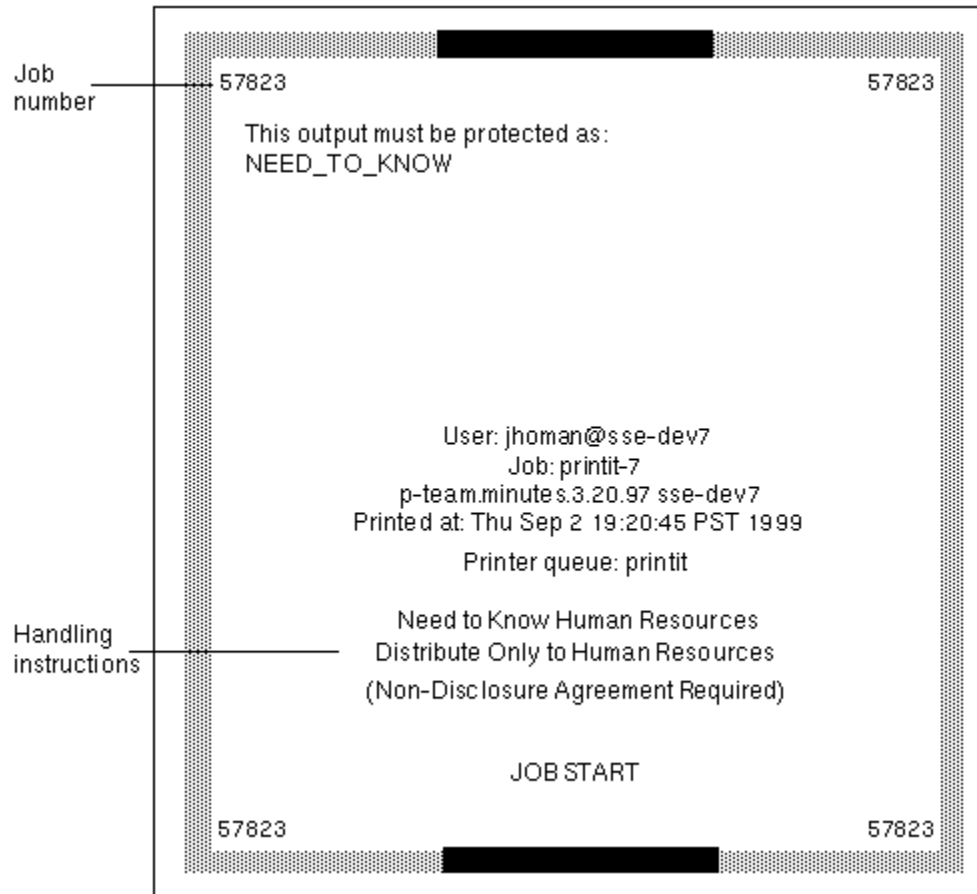 Job
number
57823
57823
This output must be protected as:
NEED_TO_KNOW
User: jhoman@sse-dev7
Job: printit-7
p-team.minutes.3.20.97 sse-dev7
Printed at: Thu Sep 2 19:20:45 PST 1999
Printer queue: printit
Handling
instructions
Need to Know Human Resources
Distribute Only to Human Resources
(Non-Disclosure Agreement Required)
JOB START
57823
57823